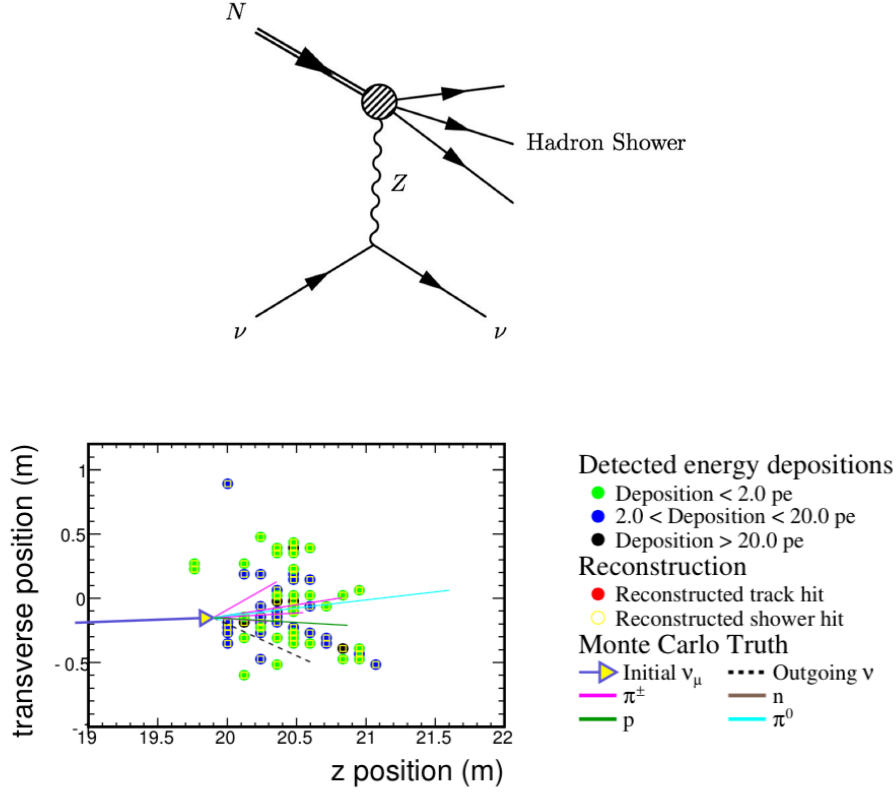 N
Hadron Shower
Z
ν
ν
transverse position (m)
1
0.5
0
- 0.5
-1
19
19.5
20
20.5
21
21.5
22
z position (m)
Detected energy depositions
Deposition < 2.0 pe
2.0 < Deposition < 20.0 pe
Deposition > 20.0 pe
Reconstruction
Reconstructed track hit
Reconstructed shower hit
Monte Carlo Truth
Initial νμ
Outgoing ν
π±
n
p
π0